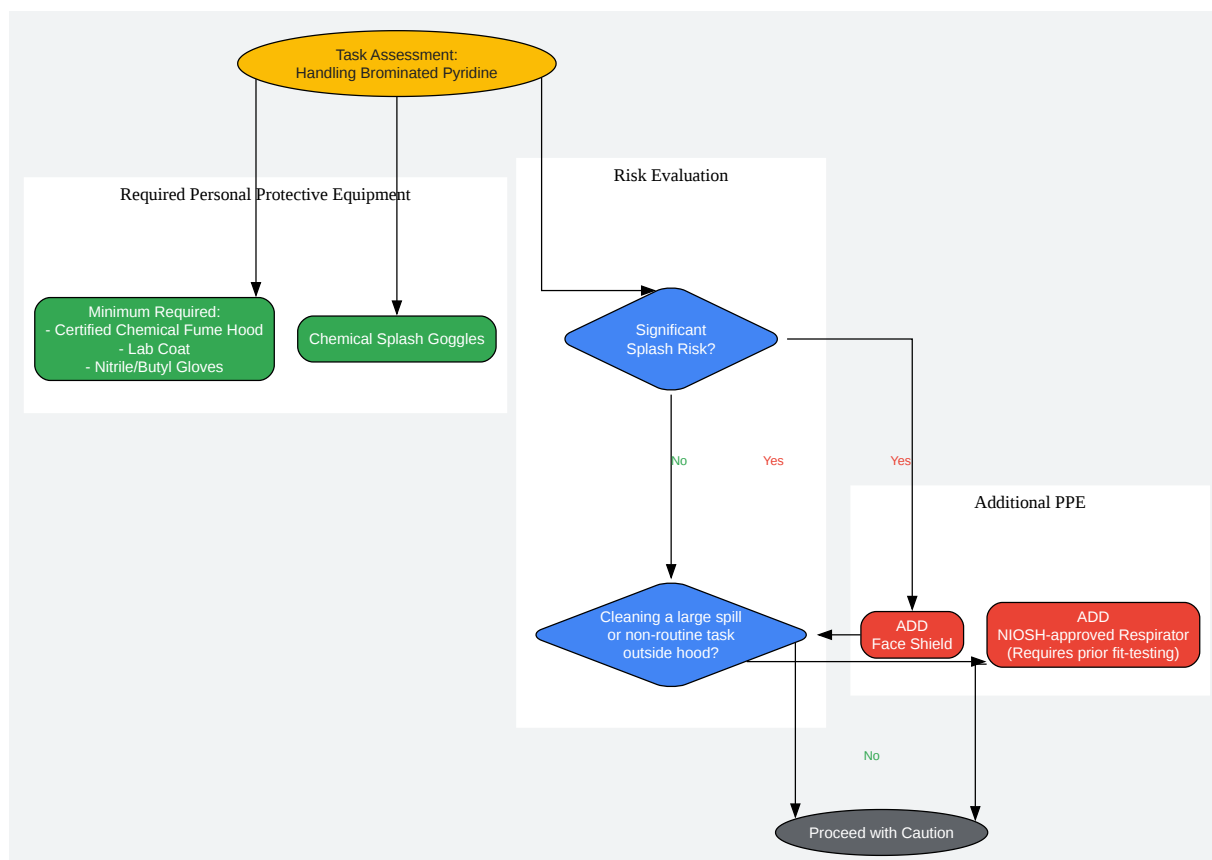 Task Assessment:
Handling Brominated Pyridine
Required Personal Protective Equipment
Minimum Required:
- Certified Chemical Fume Hood
- Lab Coat
- Nitrile/Butyl Gloves
Chemical Splash Goggles
Risk Evaluation
Significant
Splash Risk?
No
Yes
Yes
Cleaning a large spill
or non-routine task
outside hood?
Additional PPE
ADD
Face Shield
ADD
NIOSH-approved Respirator
(Requires prior fit-testing)
No
Proceed with Caution